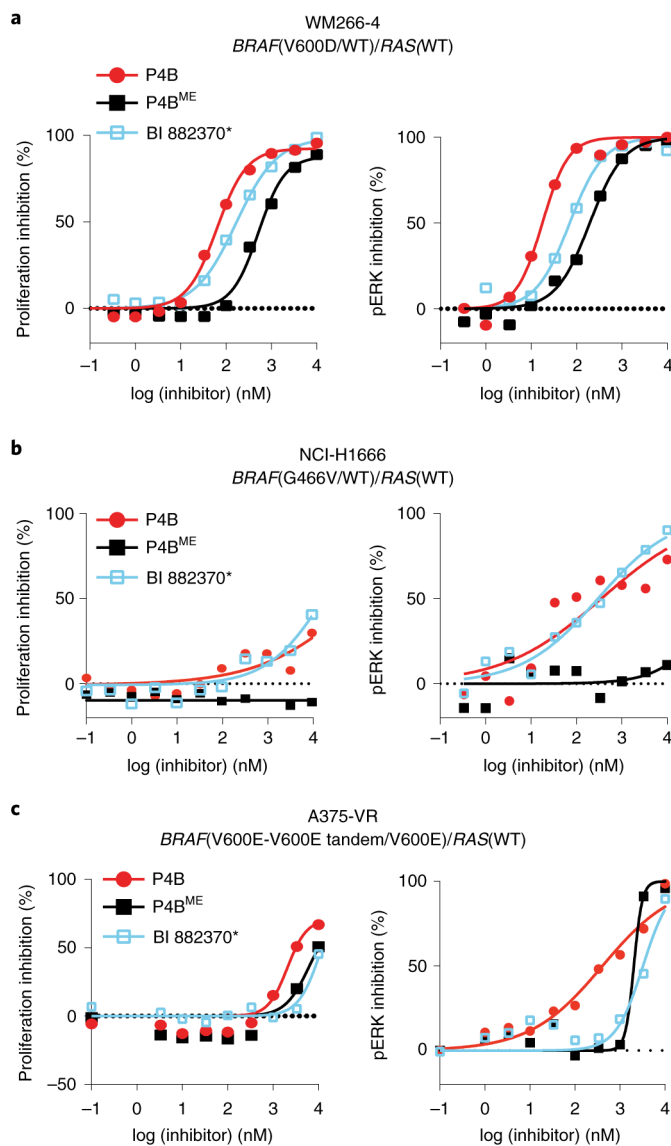 a
WM266-4
BRAF(V600D/WT)/RAS(WT)
P4B
P4B^ME
BI 882370*
Proliferation inhibition (%)
100
50
0
–1 0 1 2 3 4
log (inhibitor) (nM)
pERK inhibition (%)
100
50
0
–1 0 1 2 3 4
log (inhibitor) (nM)
b
NCI-H1666
BRAF(G466V/WT)/RAS(WT)
P4B
P4B^ME
BI 882370*
Proliferation inhibition (%)
100
50
0
–1 0 1 2 3 4
log (inhibitor) (nM)
pERK inhibition (%)
100
50
0
–1 0 1 2 3 4
log (inhibitor) (nM)
c
A375-VR
BRAF(V600E-V600E tandem/V600E)/RAS(WT)
P4B
P4B^ME
BI 882370*
Proliferation inhibition (%)
100
50
0
–50
–1 0 1 2 3 4
log (inhibitor) (nM)
pERK inhibition (%)
100
50
0
–1 0 1 2 3 4
log (inhibitor) (nM)